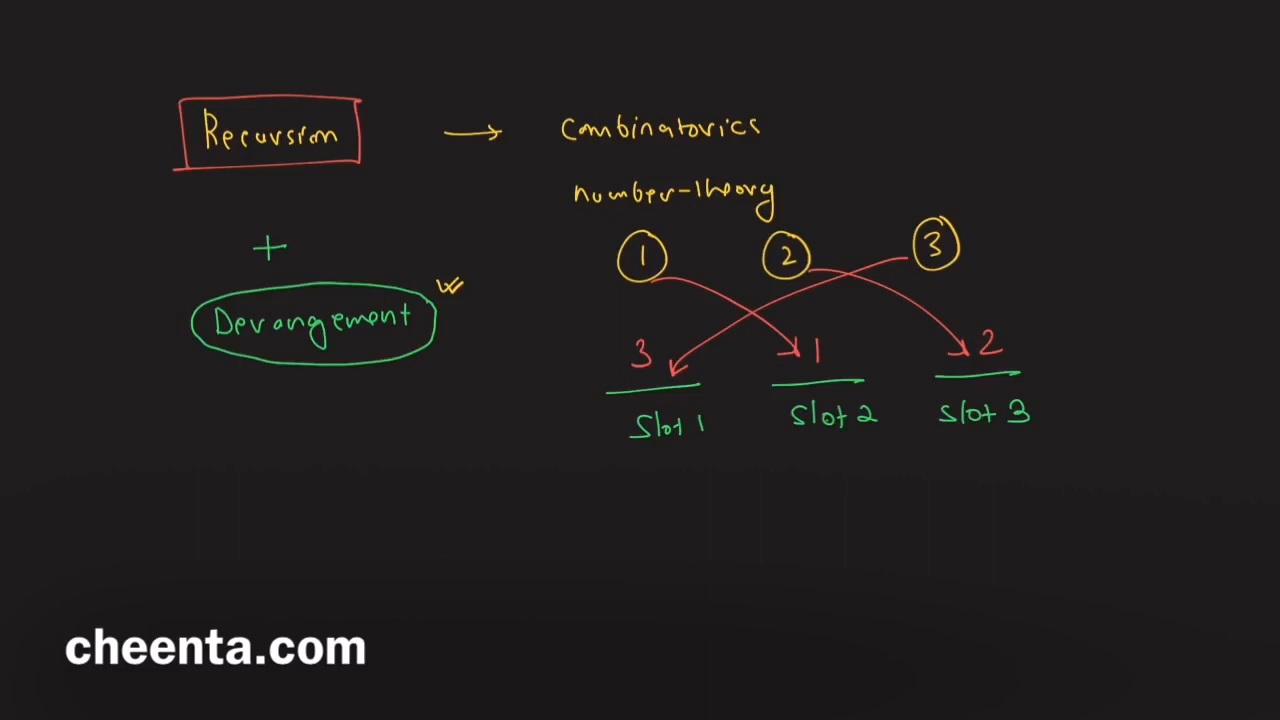 Recursion → Combinatorics
number-theory
+
1 2 3
Derangement
3 1 2
Slot 1 Slot 2 Slot 3
cheenta.com